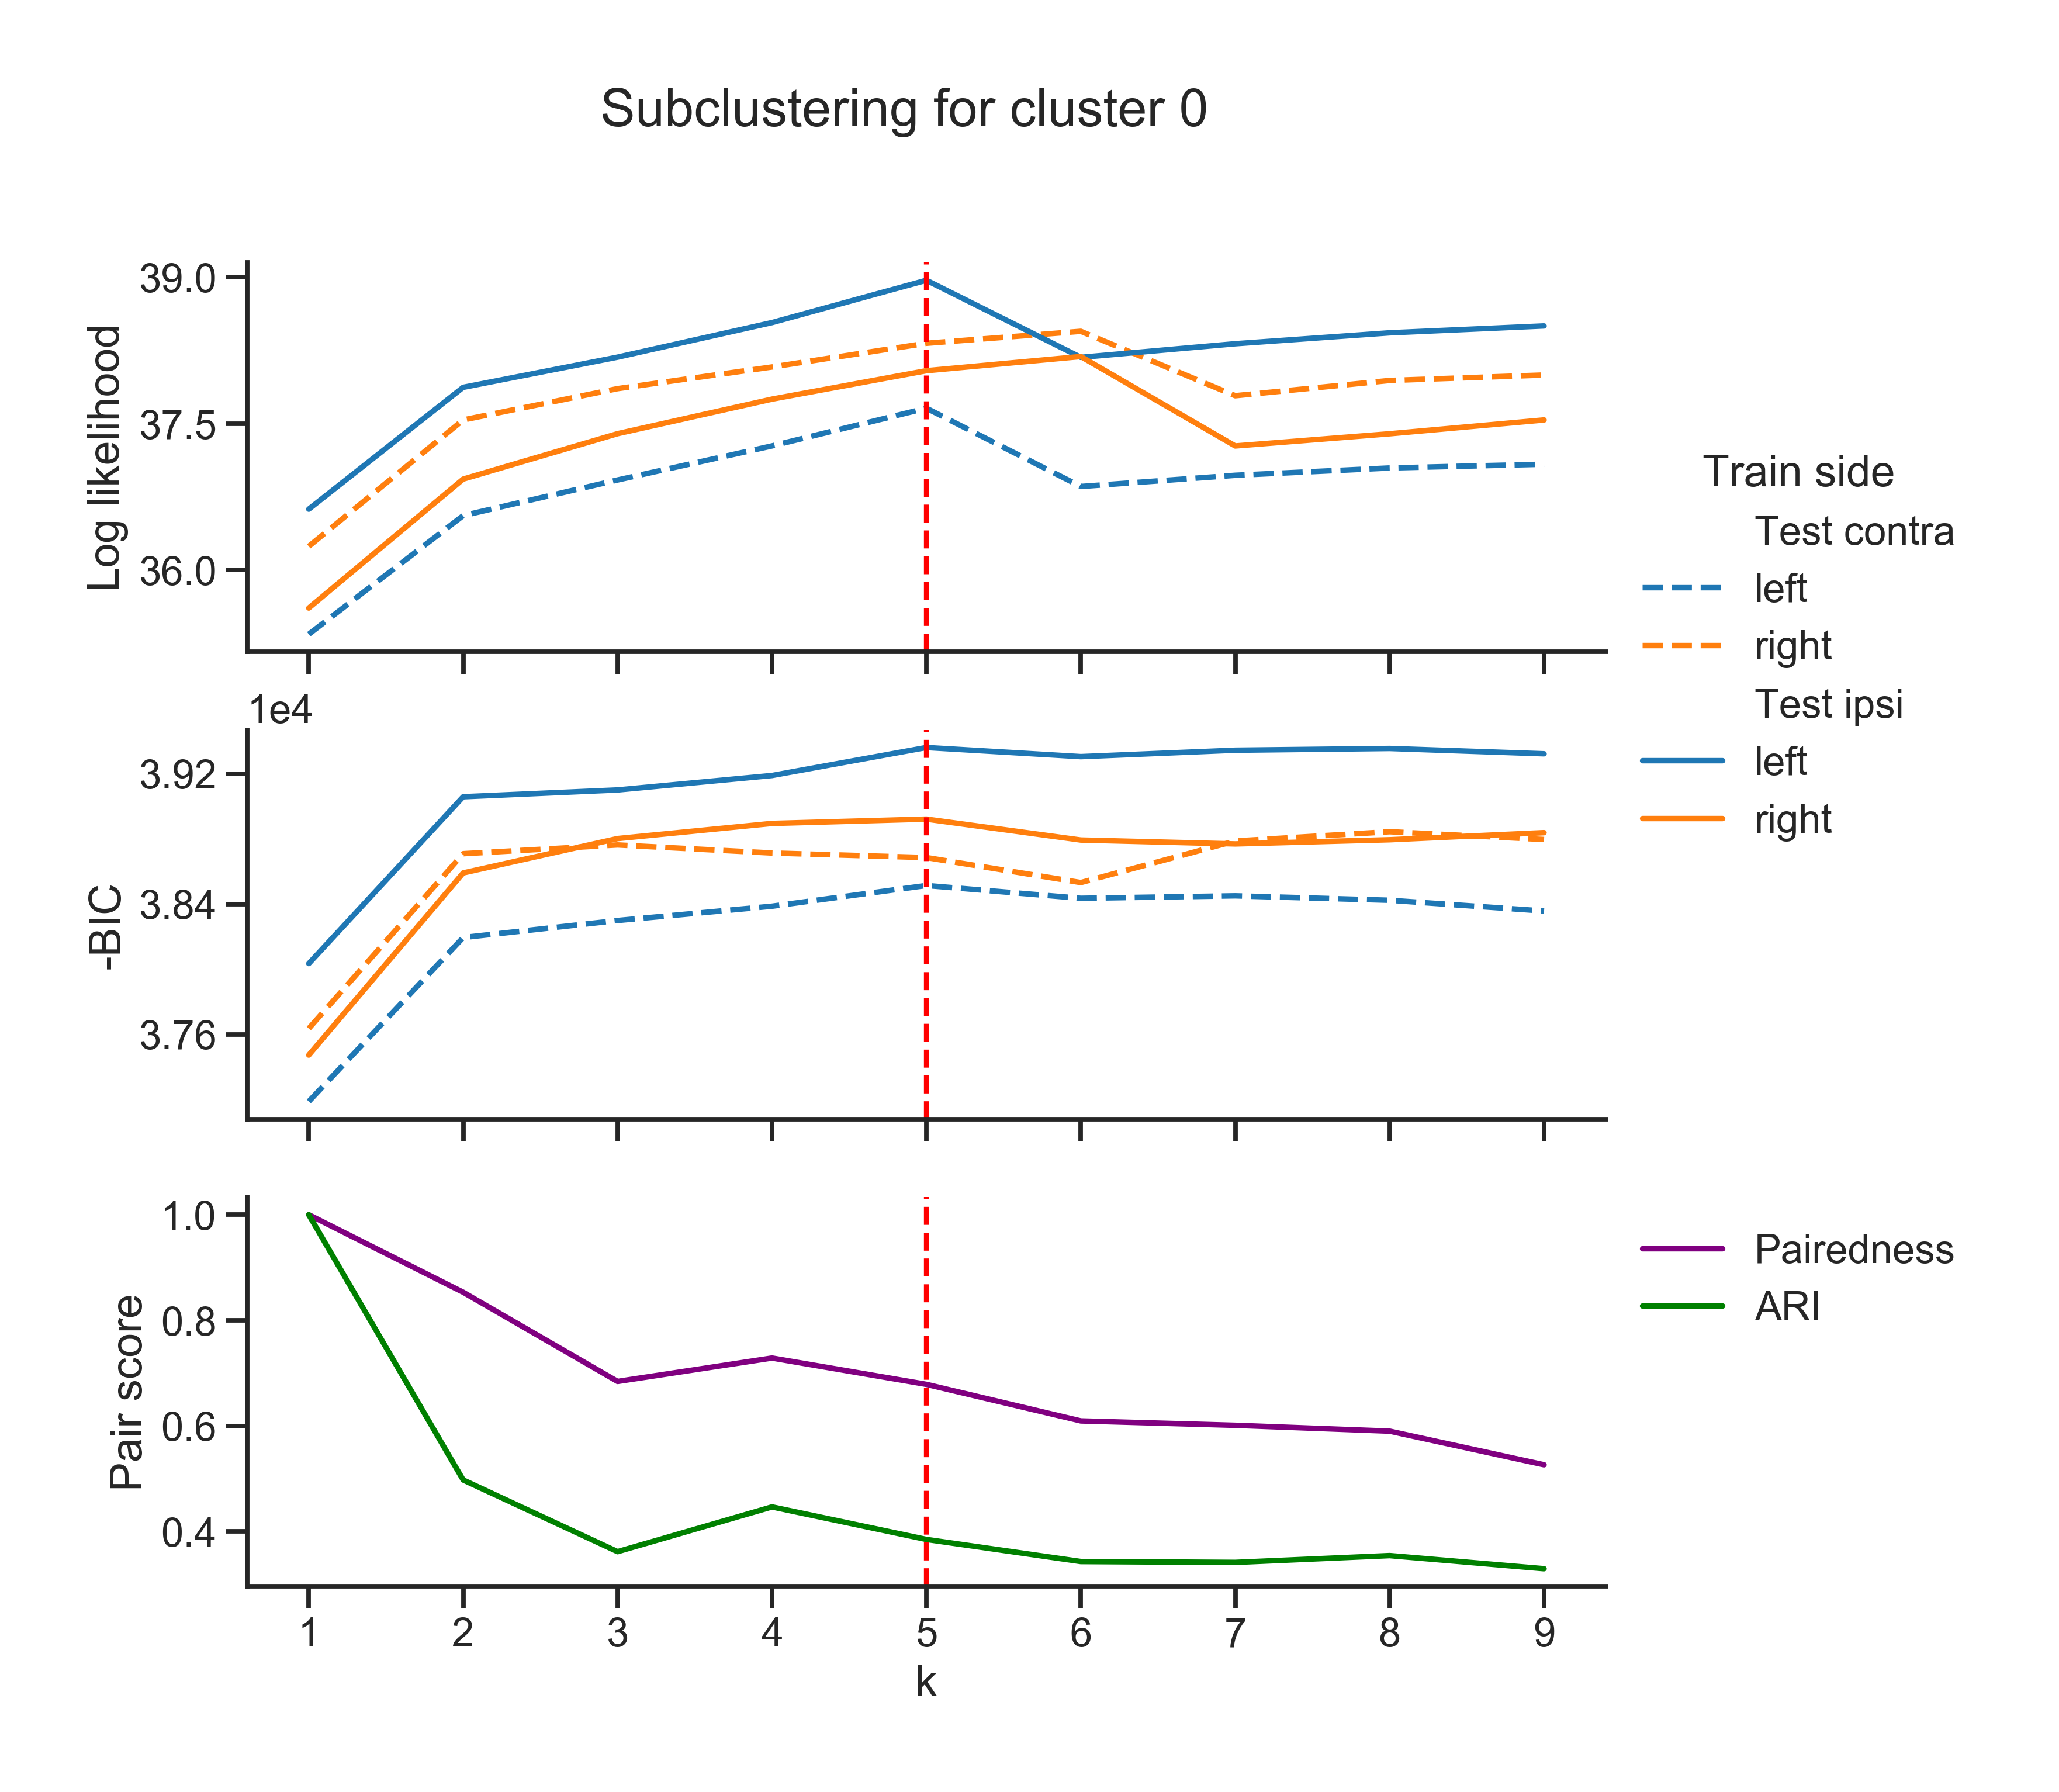 Subclustering for cluster 0
39.0
37.5
36.0
Log likelihood
Train side
Test contra
left
right
Test ipsi
left
right
1e4
3.92
3.84
3.76
-BIC
1.0
0.8
0.6
0.4
Pair score
Pairedness
ARI
1 2 3 4 5 6 7 8 9
k